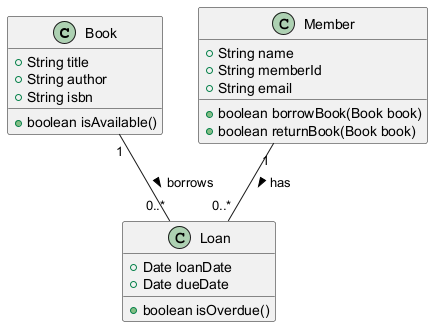 C Book
String title
String author
String isbn
boolean isAvailable()
C Member
String name
String memberId
String email
boolean borrowBook(Book book)
boolean returnBook(Book book)
1
1
borrows
has
0..*
0..*
C Loan
Date loanDate
Date dueDate
boolean isOverdue()